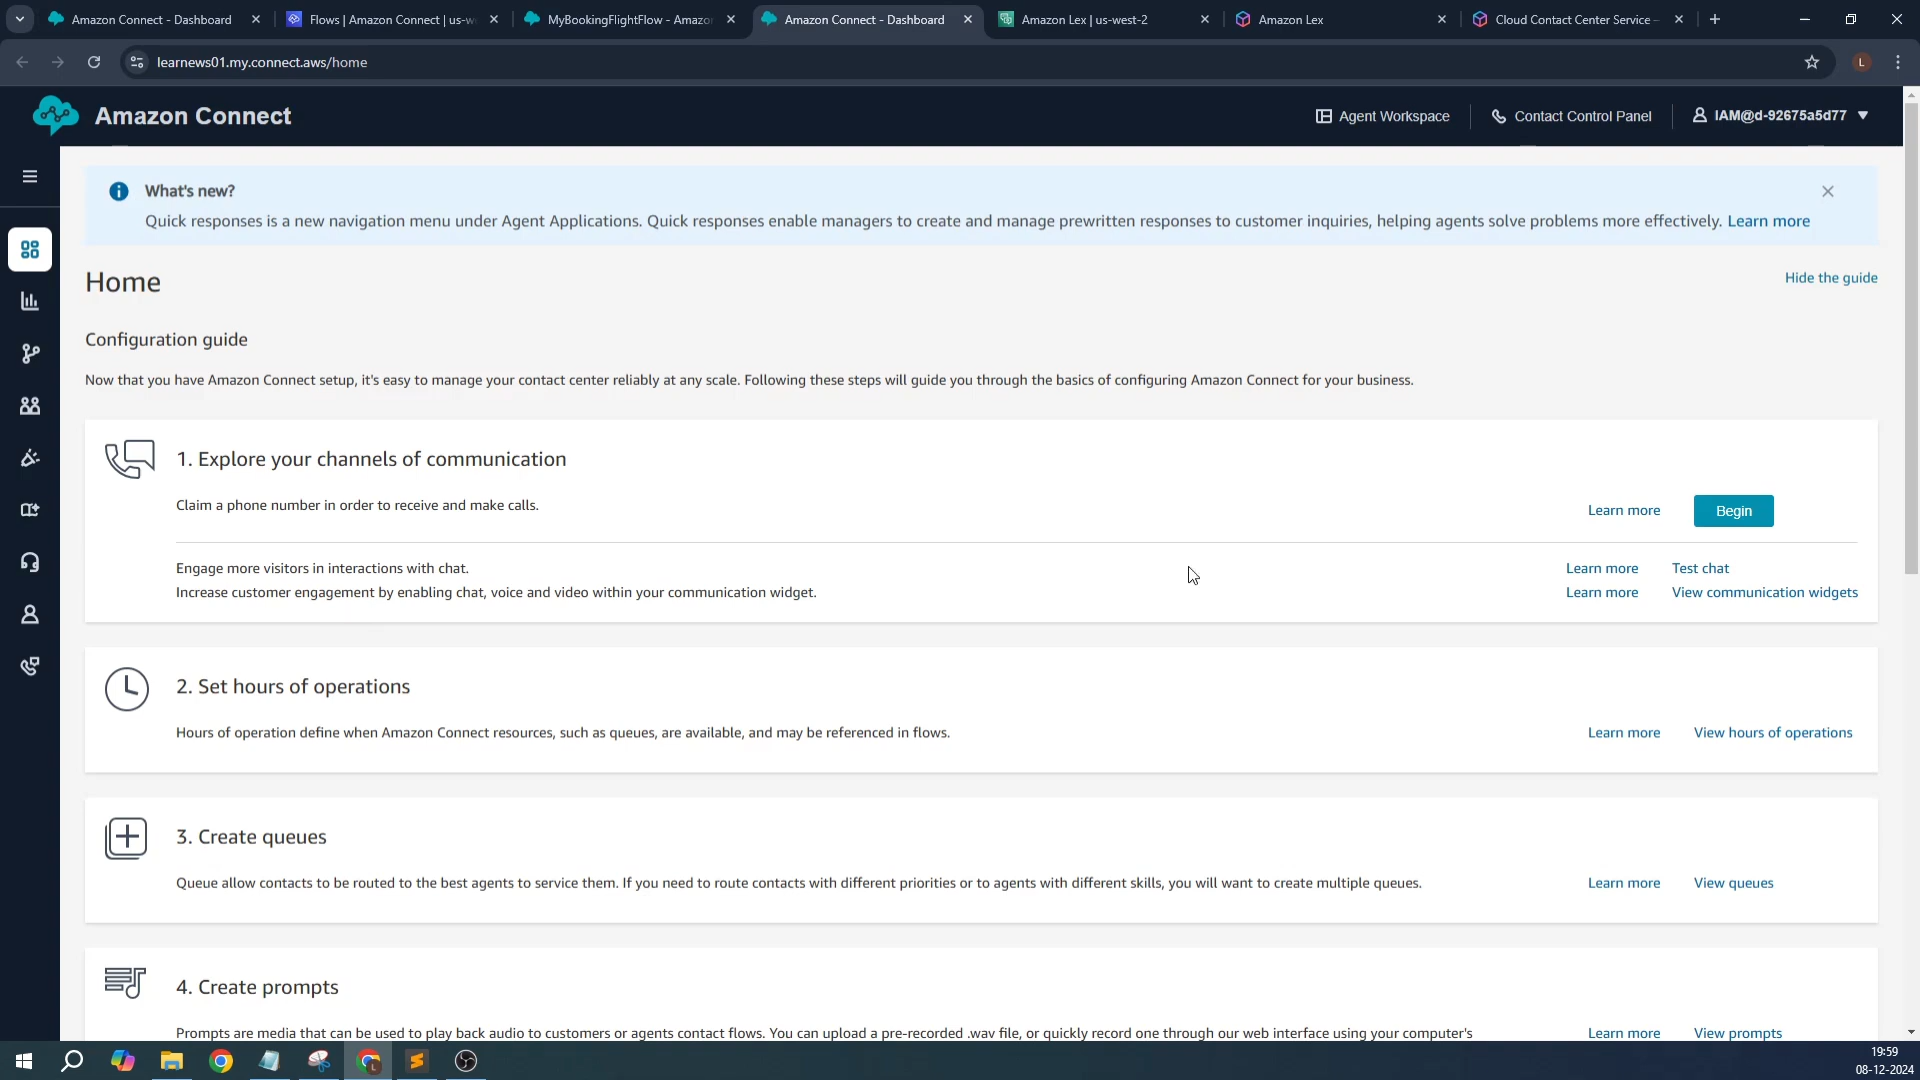 Amazon Connect - Dashboard
Flows | Amazon Connect | us-w
MyBookingFlightFlow - Amazor
Amazon Connect - Dashboard
Amazon Lex | us-west-2
Amazon Lex
Cloud Contact Center Service -
learnews01.my.connect.aws/home
L
Amazon Connect
Agent Workspace
Contact Control Panel
IAM@d-92675a5d77
What's new?
Quick responses is a new navigation menu under Agent Applications. Quick responses enable managers to create and manage prewritten responses to customer inquiries, helping agents solve problems more effectively. Learn more
Home
Hide the guide
Configuration guide
Now that you have Amazon Connect setup, it's easy to manage your contact center reliably at any scale. Following these steps will guide you through the basics of configuring Amazon Connect for your business.
1. Explore your channels of communication
Claim a phone number in order to receive and make calls.
Learn more
Begin
Engage more visitors in interactions with chat.
Learn more
Test chat
Increase customer engagement by enabling chat, voice and video within your communication widget.
Learn more
View communication widgets
2. Set hours of operations
Hours of operation define when Amazon Connect resources, such as queues, are available, and may be referenced in flows.
Learn more
View hours of operations
3. Create queues
Queue allow contacts to be routed to the best agents to service them. If you need to route contacts with different priorities or to agents with different skills, you will want to create multiple queues.
Learn more
View queues
4. Create prompts
Prompts are media that can be used to play back audio to customers or agents contact flows. You can upload a pre-recorded .wav file, or quickly record one through our web interface using your computer's
Learn more
View prompts
19:59
08-12-2024